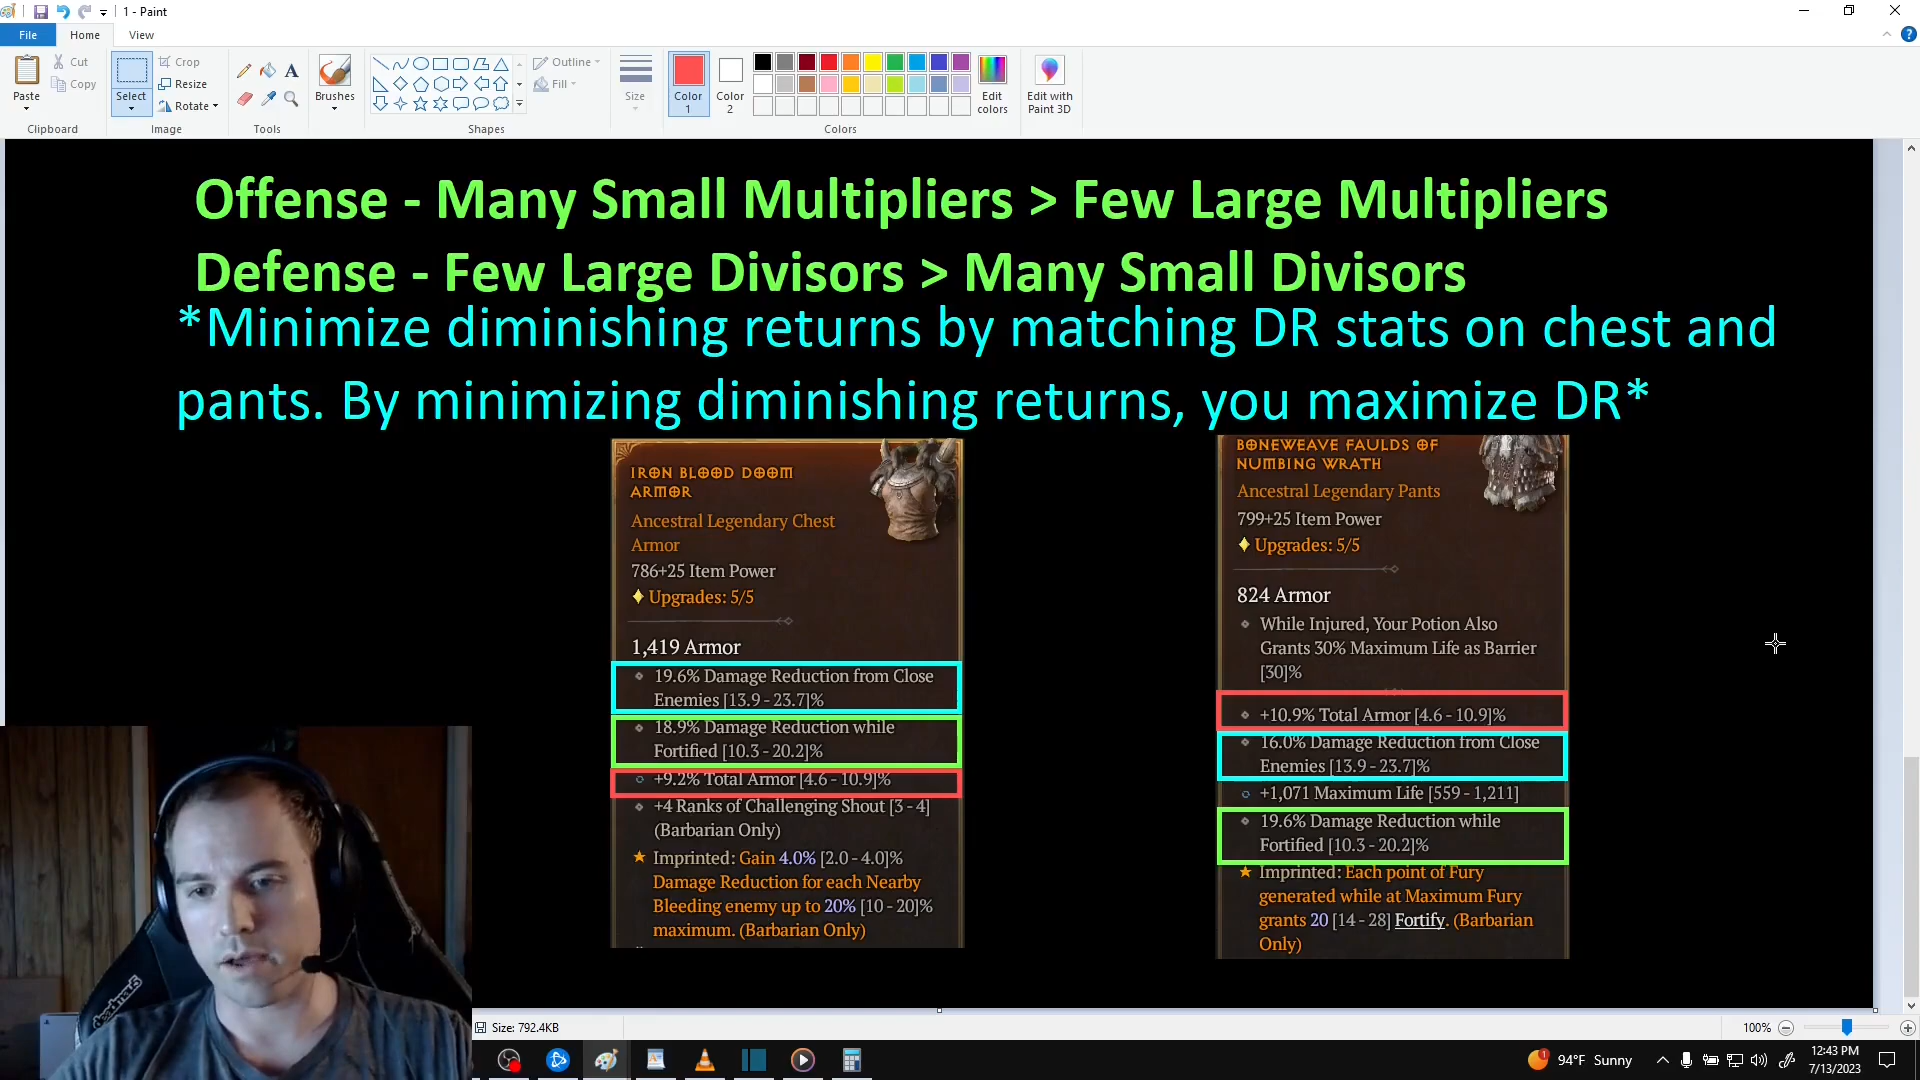 1 - Paint
File
Home
View
Paste
Cut
Copy
Clipboard
Select
Crop
Resize
Rotate
Image
Tools
Brushes
Shapes
Outline
Fill
Size
Color 1
Color 2
Edit colors
Colors
Edit with Paint 3D
Offense - Many Small Multipliers > Few Large Multipliers
Defense - Few Large Divisors > Many Small Divisors
*Minimize diminishing returns by matching DR stats on chest and
pants. By minimizing diminishing returns, you maximize DR*
IRON BLOOD DOOM
ARMOR
Ancestral Legendary Chest
Armor
786+25 Item Power
Upgrades: 5/5
1,419 Armor
19.6% Damage Reduction from Close
Enemies [13.9 - 23.7]%
18.9% Damage Reduction while
Fortified [10.3 - 20.2]%
+9.2% Total Armor [4.6 - 10.9]%
+4 Ranks of Challenging Shout [3 - 4]
(Barbarian Only)
Imprinted: Gain 4.0% [2.0 - 4.0]%
Damage Reduction for each Nearby
Bleeding enemy up to 20% [10 - 20]%
maximum. (Barbarian Only)
BONEWEAVE FAULDS OF
NUMBING WRATH
Ancestral Legendary Pants
799+25 Item Power
Upgrades: 5/5
824 Armor
While Injured, Your Potion Also
Grants 30% Maximum Life as Barrier
[30]%
+10.9% Total Armor [4.6 - 10.9]%
16.0% Damage Reduction from Close
Enemies [13.9 - 23.7]%
+1,071 Maximum Life [559 - 1,211]
19.6% Damage Reduction while
Fortified [10.3 - 20.2]%
Imprinted: Each point of Fury
generated while at Maximum Fury
grants 20 [14 - 28] Fortify. (Barbarian
Only)
deadmau5
Size: 792.4KB
100%
1
94°F Sunny
12:43 PM
7/13/2023